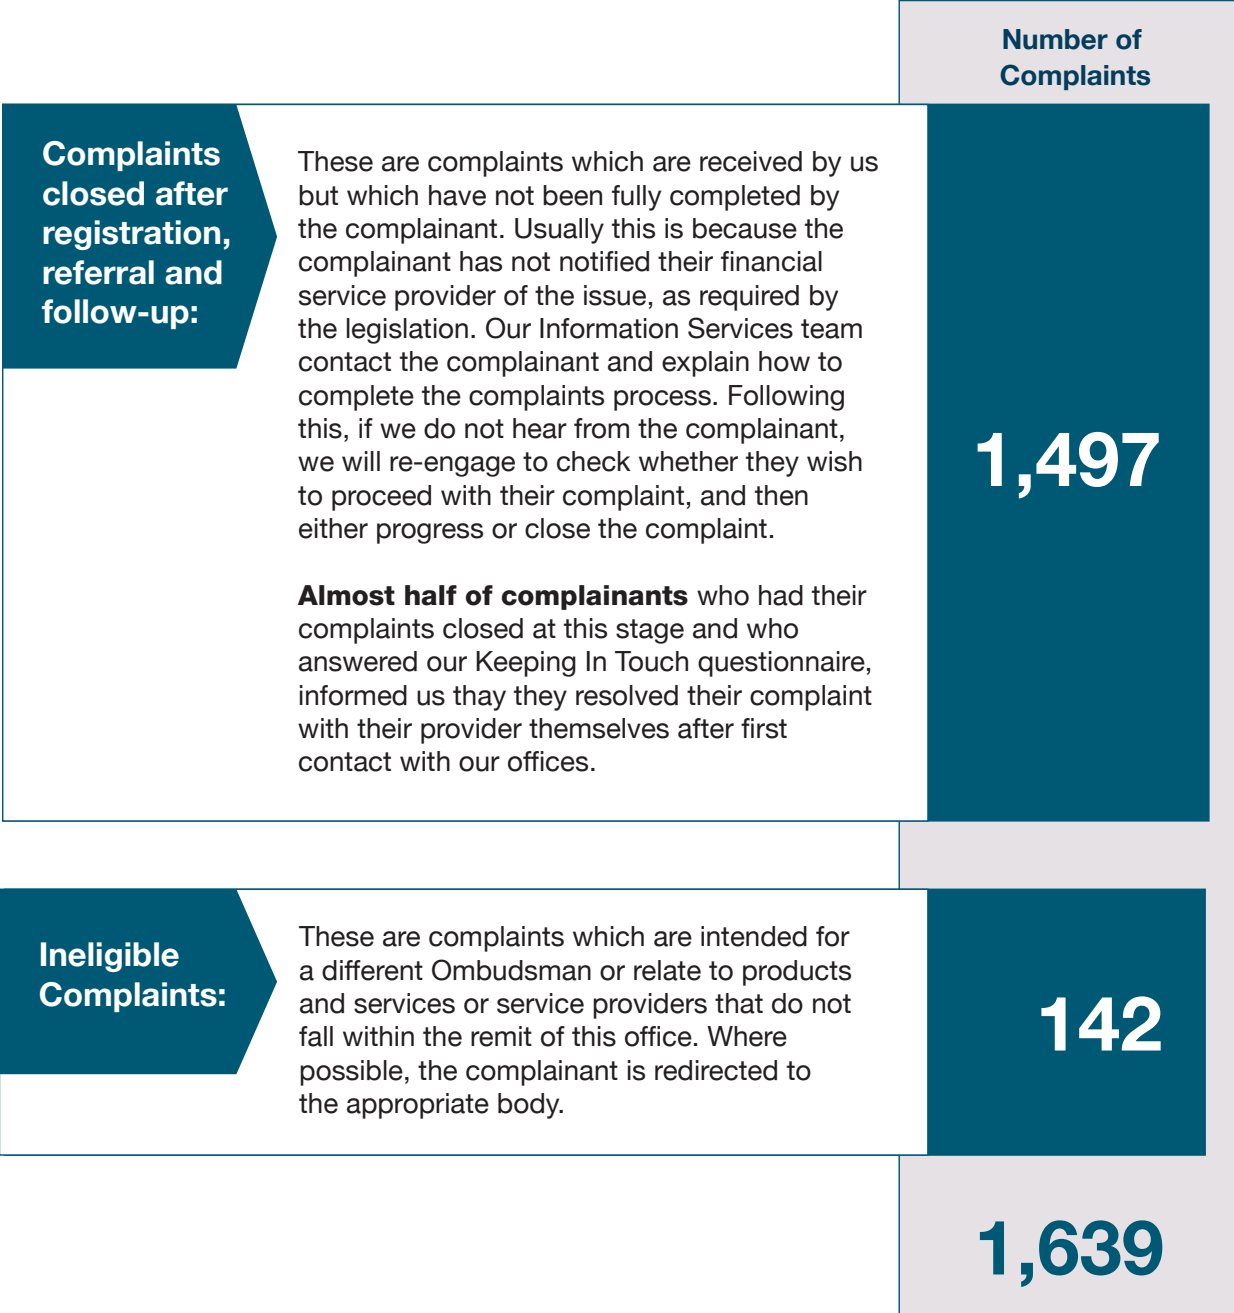 Number of
Complaints
Complaints
closed after
registration,
referral and
follow-up:
These are complaints which are received by us
but which have not been fully completed by
the complainant. Usually this is because the
complainant has not notified their financial
service provider of the issue, as required by
the legislation. Our Information Services team
contact the complainant and explain how to
complete the complaints process. Following
this, if we do not hear from the complainant,
we will re-engage to check whether they wish
to proceed with their complaint, and then
either progress or close the complaint.
Almost half of complainants who had their
complaints closed at this stage and who
answered our Keeping In Touch questionnaire,
informed us thay they resolved their complaint
with their provider themselves after first
contact with our offices.
1,497
Ineligible
Complaints:
These are complaints which are intended for
a different Ombudsman or relate to products
and services or service providers that do not
fall within the remit of this office. Where
possible, the complainant is redirected to
the appropriate body.
142
1,639